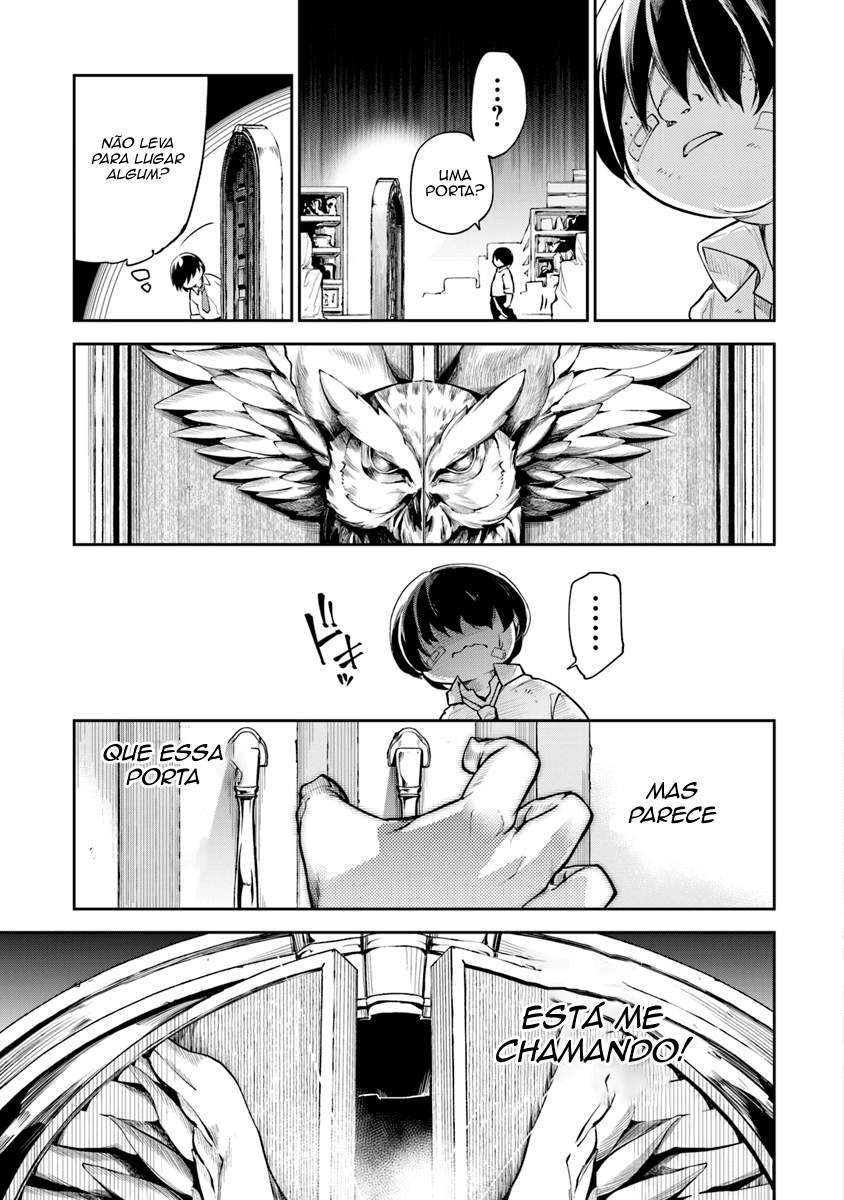 ......?
UMA
PORTA?
NÃO LEVA
PARA LUGAR
ALGUM?
......
ドキッ
MAS
PARECE
QUE ESSA
PORTA
ESTÁ ME
CHAMANDO!